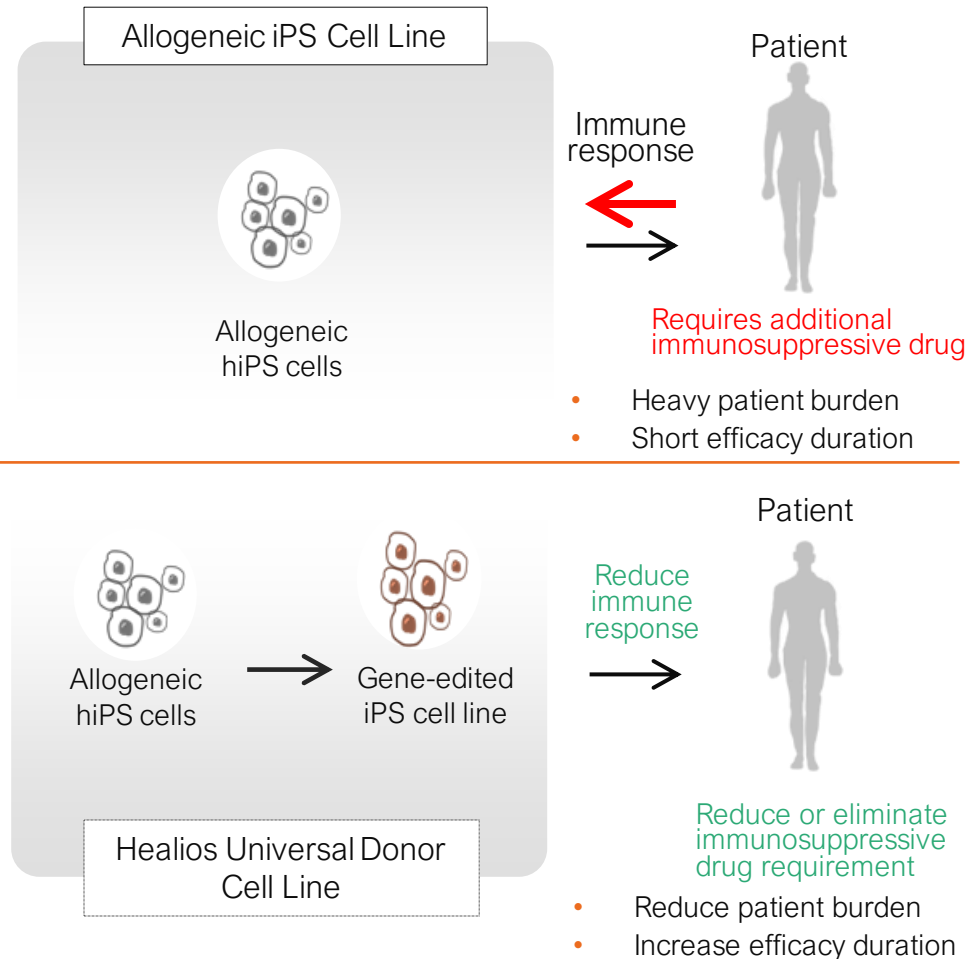 Allogeneic iPS Cell Line
Patient
Immune
response
Allogeneic
hiPS cells
Requires additional
immunosuppressive drug
• Heavy patient burden
• Short efficacy duration
Patient
Reduce
immune
response
Allogeneic
hiPS cells
Gene-edited
iPS cell line
Healios Universal Donor
Cell Line
Reduce or eliminate
immunosuppressive
drug requirement
• Reduce patient burden
• Increase efficacy duration